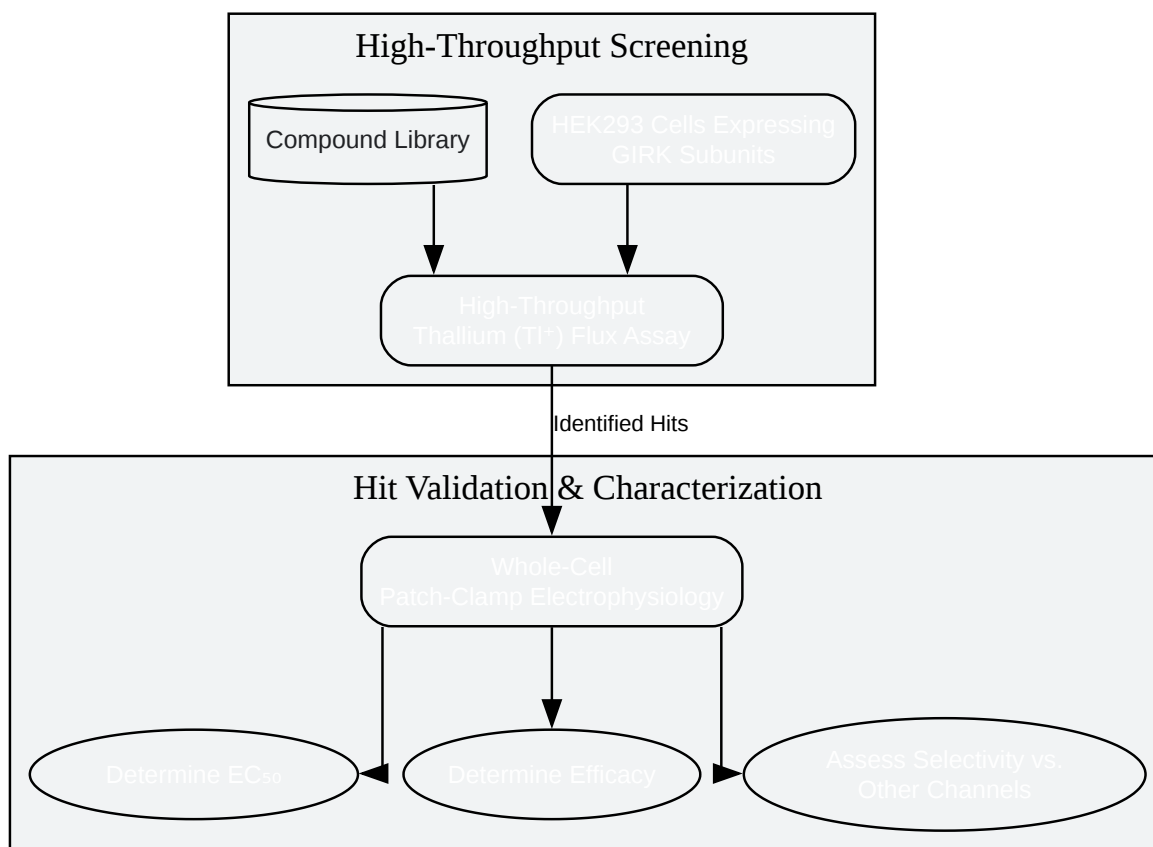 High-Throughput Screening
Compound Library
HEK293 Cells Expressing
GIRK Subunits
High-Throughput
Thallium (Tl⁺) Flux Assay
Identified Hits
Hit Validation & Characterization
Whole-Cell
Patch-Clamp Electrophysiology
Determine EC₅₀
Determine Efficacy
Assess Selectivity vs.
Other Channels